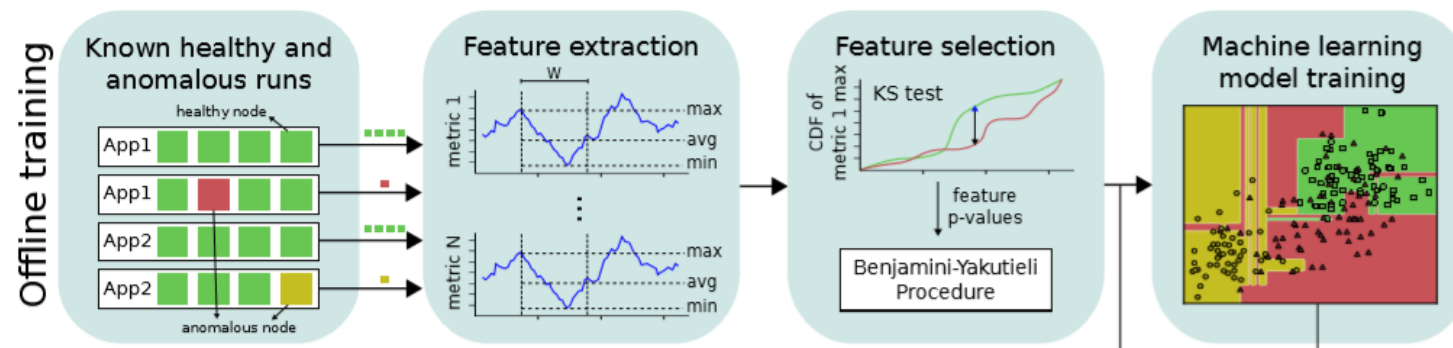 Offline training
Known healthy and
anomalous runs
healthy node
App1
App1
App2
App2
anomalous node
Feature extraction
W
metric 1
max
avg
min
...
metric N
max
avg
min
Feature selection
CDF of
metric 1 max
KS test
feature
p-values
Benjamini-Yakutieli
Procedure
Machine learning
model training